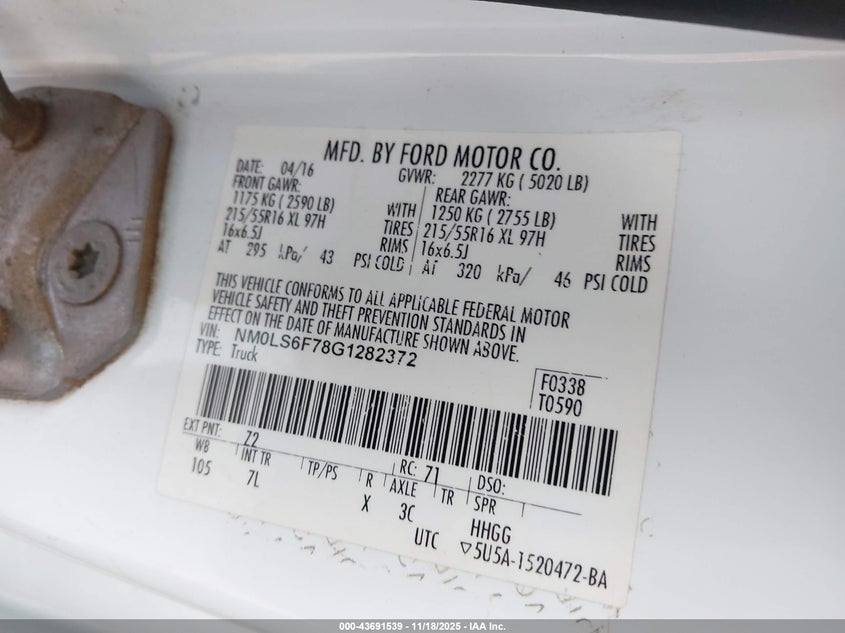 MFD. BY FORD MOTOR CO.
DATE: 04/16 GVWR: 2277 KG ( 5020 LB)
FRONT GAWR: REAR GAWR:
1175 KG ( 2590 LB) WITH 1250 KG ( 2755 LB) WITH
215/55R16 XL 97H TIRES 215/55R16 XL 97H TIRES
16x6.5J RIMS 16x6.5J RIMS
AT 295 kPa/ 43 PSI COLD AT 320 kPa/ 46 PSI COLD
THIS VEHICLE CONFORMS TO ALL APPLICABLE FEDERAL MOTOR
VEHICLE SAFETY AND THEFT PREVENTION STANDARDS IN
EFFECT ON THE DATE OF MANUFACTURE SHOWN ABOVE.
VIN: NM0LS6F78G1282372
TYPE: Truck
F0338
T0590
EXT PNT: Z2 RC: 71 DSO:
WB INT TR TP/PS R AXLE TR SPR
105 7L X 3C HHGG
UTC ▽5U5A-1520472-BA
000-43691539 - 11/18/2025 - IAA Inc.